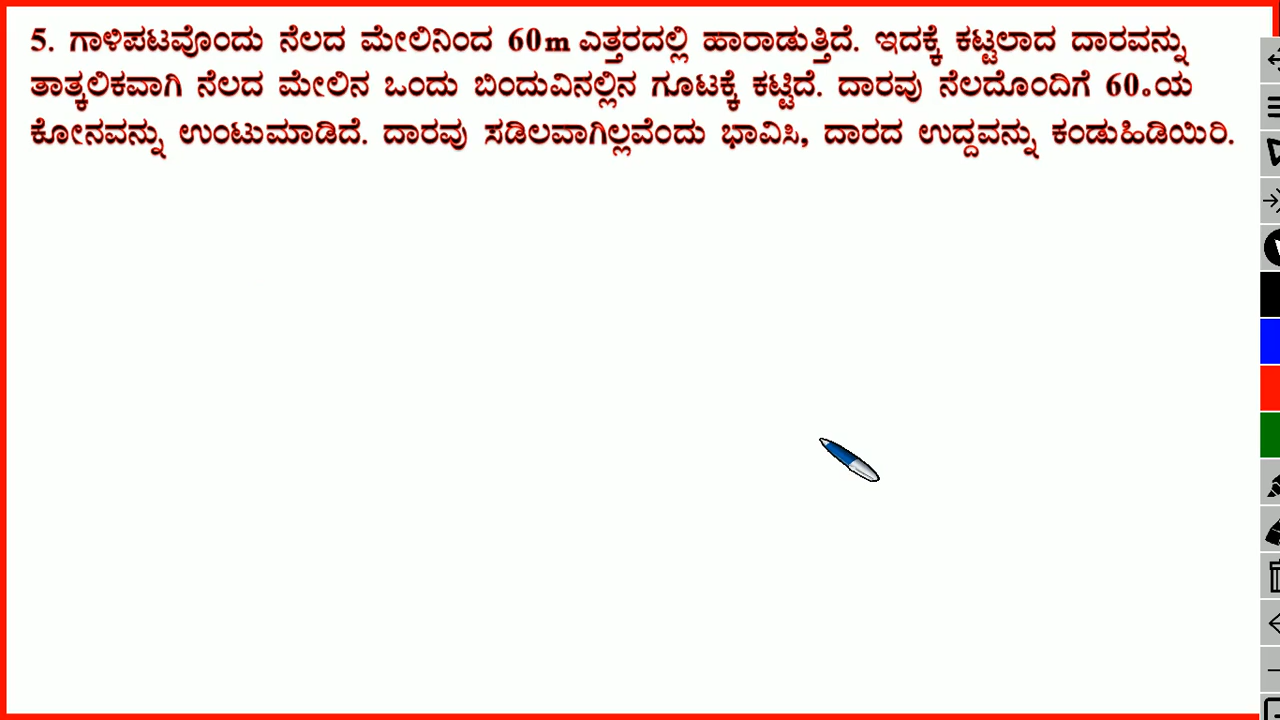 5. ಗಾಳಿಪಟವೊಂದು ನೆಲದ ಮೇಲಿನಿಂದ 60m ಎತ್ತರದಲ್ಲಿ ಹಾರಾಡುತ್ತಿದೆ. ಇದಕ್ಕೆ ಕಟ್ಟಲಾದ ದಾರವನ್ನು
ತಾತ್ಕಲಿಕವಾಗಿ ನೆಲದ ಮೇಲಿನ ಒಂದು ಬಿಂದುವಿನಲ್ಲಿನ ಗೂಟಕ್ಕೆ ಕಟ್ಟಿದೆ. ದಾರವು ನೆಲದೊಂದಿಗೆ 60∘ಯ
ಕೋನವನ್ನು ಉಂಟುಮಾಡಿದೆ. ದಾರವು ಸಡಿಲವಾಗಿಲ್ಲವೆಂದು ಭಾವಿಸಿ, ದಾರದ ಉದ್ದವನ್ನು ಕಂಡುಹಿಡಿಯಿರಿ.